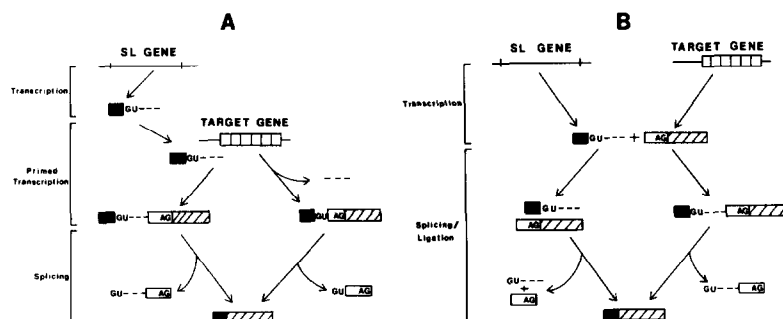 A
SL GENE
Transcription
GU---
TARGET GENE
GU---
Primed
Transcription
GU---AG
GU AG
Splicing
GU---AG
GU AG
B
SL GENE
TARGET GENE
Transcription
GU---+ AG
GU---
AG
GU---AG
Splicing/
Ligation
GU---
+
AG
GU---AG